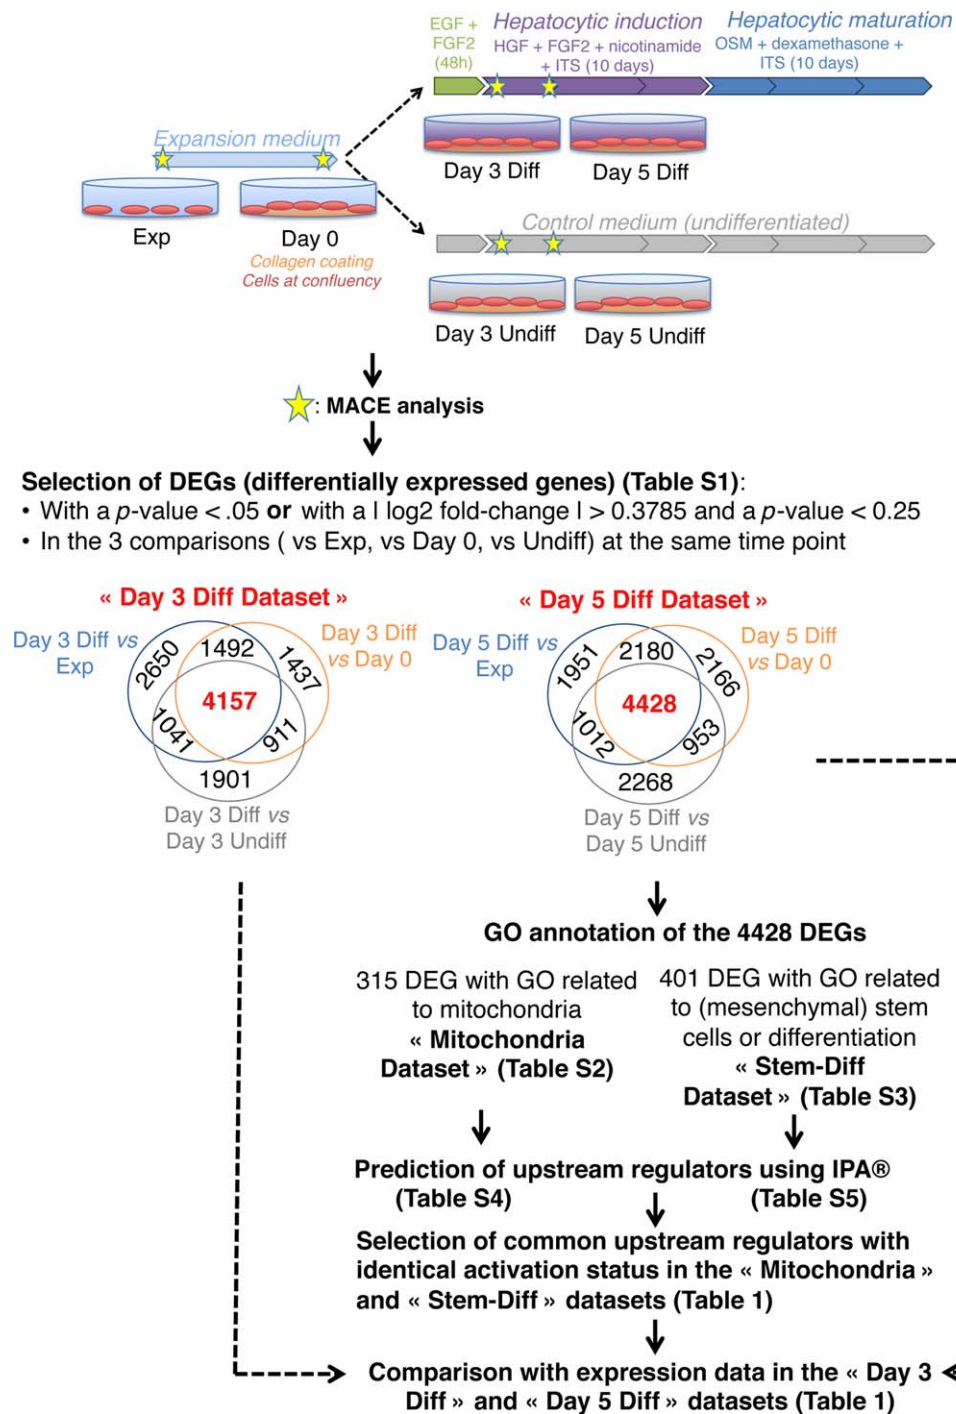 EGF +
FGF2
(48h)
Hepatocytic induction
HGF + FGF2 + nicotinamide
+ ITS (10 days)
Hepatocytic maturation
OSM + dexamethasone +
ITS (10 days)
Expansion medium
Day 3 Diff
Day 5 Diff
Exp
Day 0
Collagen coating
Cells at confluency
Control medium (undifferentiated)
Day 3 Undiff
Day 5 Undiff
: MACE analysis
Selection of DEGs (differentially expressed genes) (Table S1):
• With a p-value < .05 or with a | log2 fold-change | > 0.3785 and a p-value < 0.25
• In the 3 comparisons ( vs Exp, vs Day 0, vs Undiff) at the same time point
« Day 3 Diff Dataset »
Day 3 Diff vs
Exp
Day 3 Diff
vs Day 0
2650
1492
1437
4157
1041
911
1901
Day 3 Diff vs
Day 3 Undiff
« Day 5 Diff Dataset »
Day 5 Diff vs
Exp
Day 5 Diff
vs Day 0
1951
2180
2166
4428
1012
953
2268
Day 5 Diff vs
Day 5 Undiff
GO annotation of the 4428 DEGs
315 DEG with GO related
to mitochondria
« Mitochondria
Dataset » (Table S2)
401 DEG with GO related
to (mesenchymal) stem
cells or differentiation
« Stem-Diff
Dataset » (Table S3)
Prediction of upstream regulators using IPA®
(Table S4)
(Table S5)
Selection of common upstream regulators with
identical activation status in the « Mitochondria »
and « Stem-Diff » datasets (Table 1)
Comparison with expression data in the « Day 3
Diff » and « Day 5 Diff » datasets (Table 1)